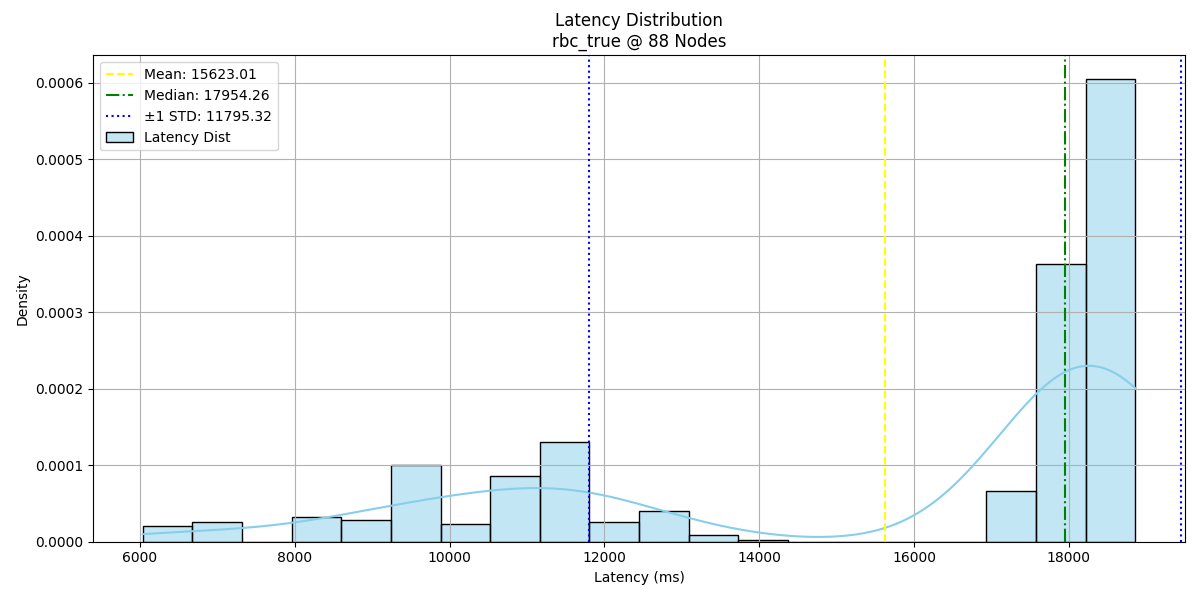 Latency Distribution
rbc_true @ 88 Nodes
Mean: 15623.01
Median: 17954.26
±1 STD: 11795.32
Latency Dist
Density
0.0006
0.0005
0.0004
0.0003
0.0002
0.0001
0.0000
6000 8000 10000 12000 14000 16000 18000
Latency (ms)